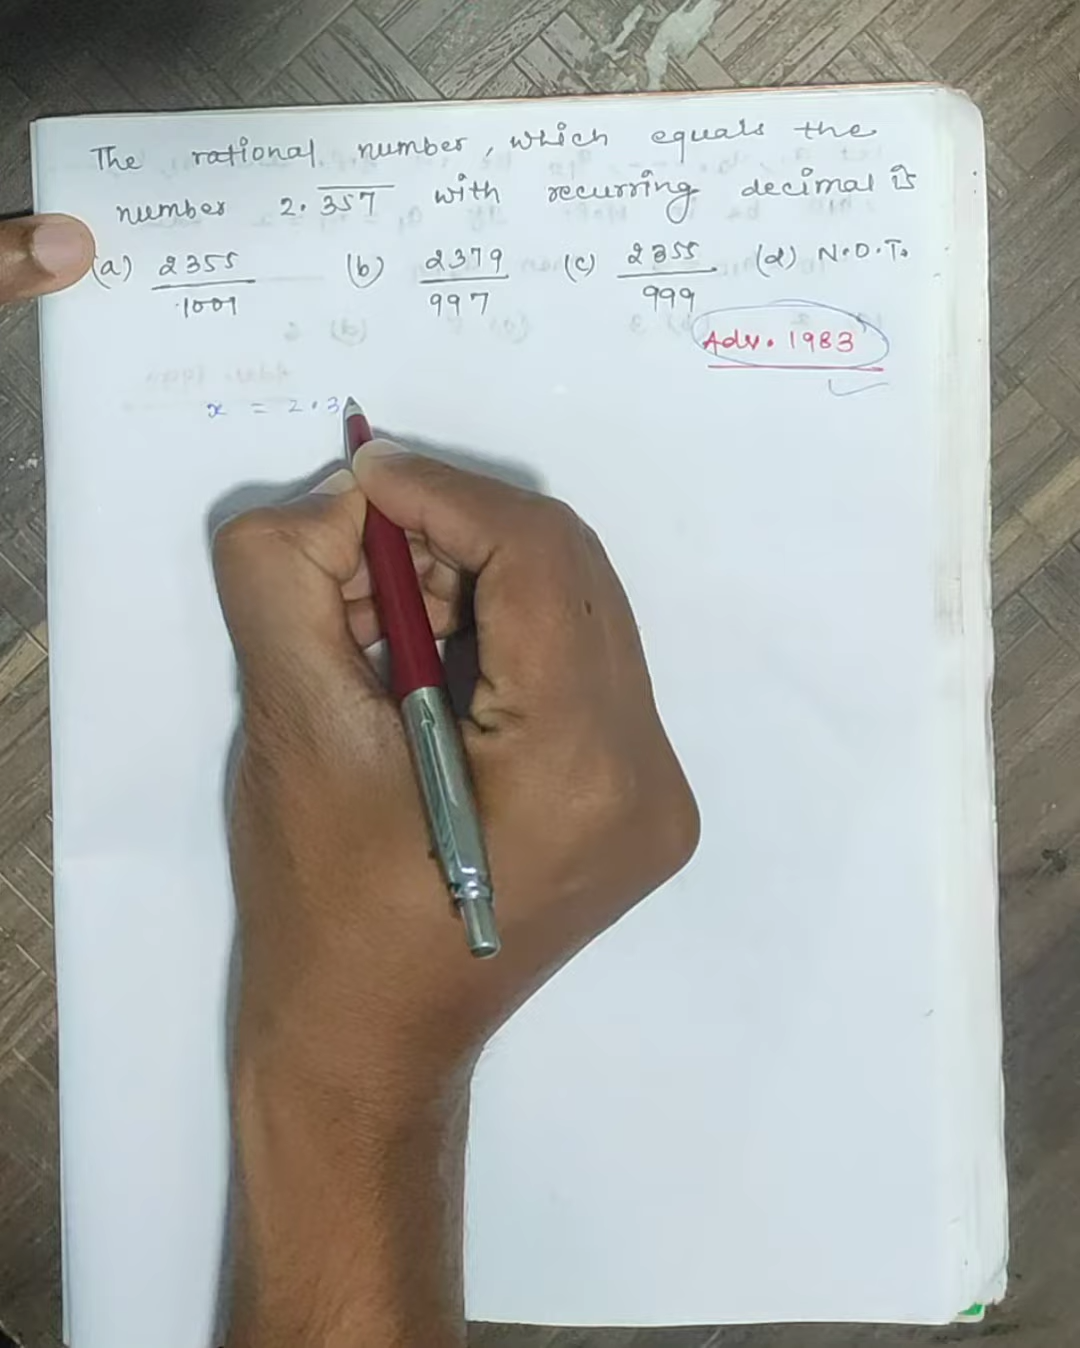 The rational number, which equals the
number 2.\overline{357} with recurring decimal is
(a) 2355/1001 (b) 2379/997 (c) 2355/999 (d) N.O.T.
Adv. 1983
x = 2.3